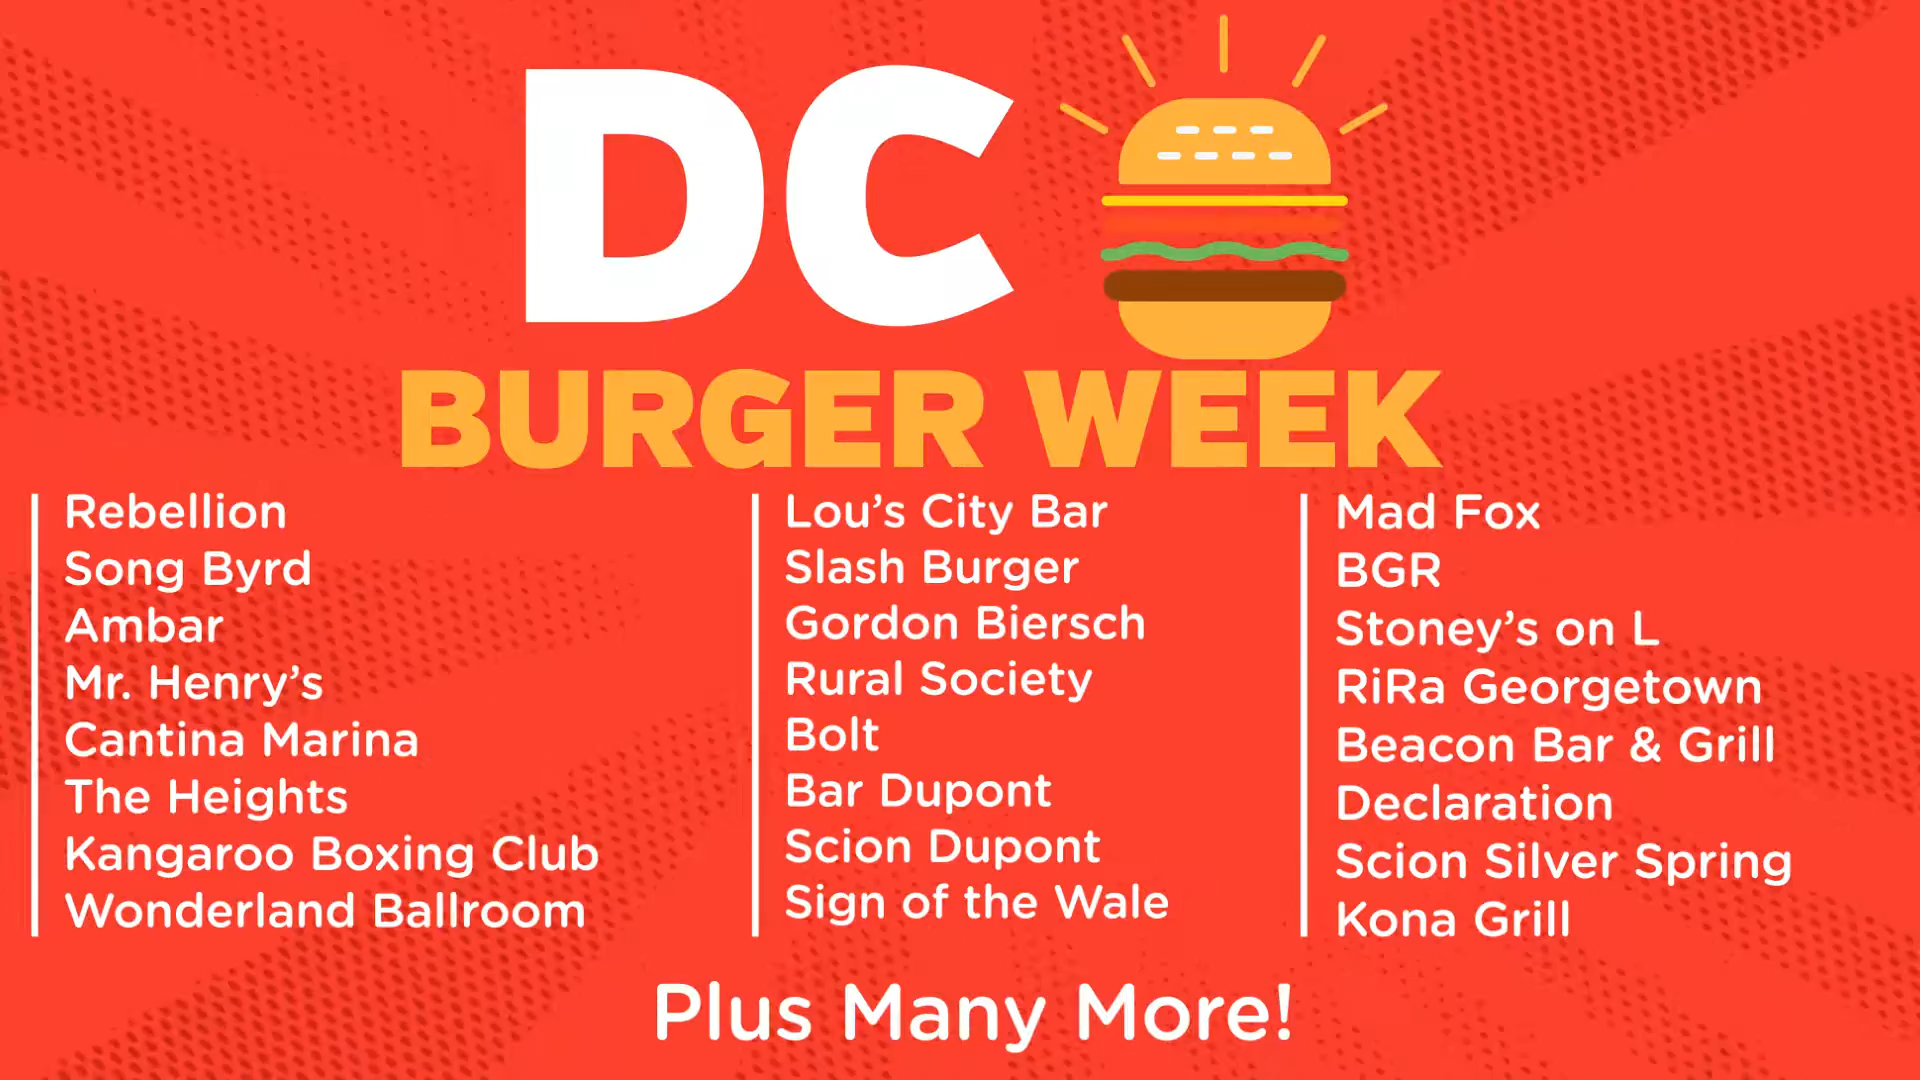 DC
BURGER WEEK
Rebellion
Song Byrd
Ambar
Mr. Henry’s
Cantina Marina
The Heights
Kangaroo Boxing Club
Wonderland Ballroom
Lou’s City Bar
Slash Burger
Gordon Biersch
Rural Society
Bolt
Bar Dupont
Scion Dupont
Sign of the Wale
Mad Fox
BGR
Stoney’s on L
RiRa Georgetown
Beacon Bar & Grill
Declaration
Scion Silver Spring
Kona Grill
Plus Many More!